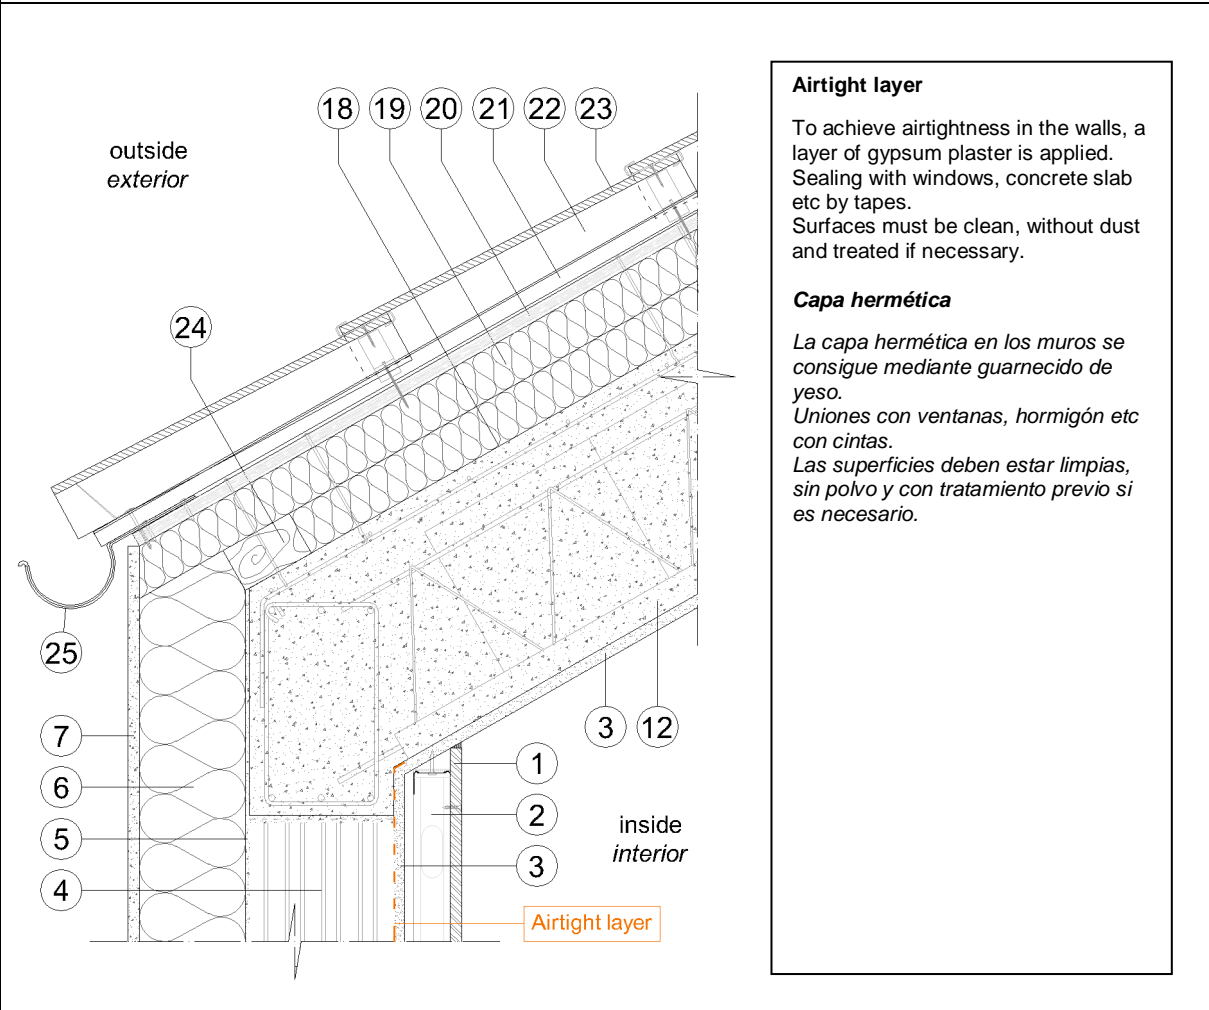 18 19 20 21 22 23
outside
exterior
24
25
7
6
5
4
3 12
1
2
3
inside
interior
Airtight layer
Airtight layer
To achieve airtightness in the walls, a
layer of gypsum plaster is applied.
Sealing with windows, concrete slab
etc by tapes.
Surfaces must be clean, without dust
and treated if necessary.
Capa hermética
La capa hermética en los muros se
consigue mediante guarnecido de
yeso.
Uniones con ventanas, hormigón etc
con cintas.
Las superficies deben estar limpias,
sin polvo y con tratamiento previo si
es necesario.